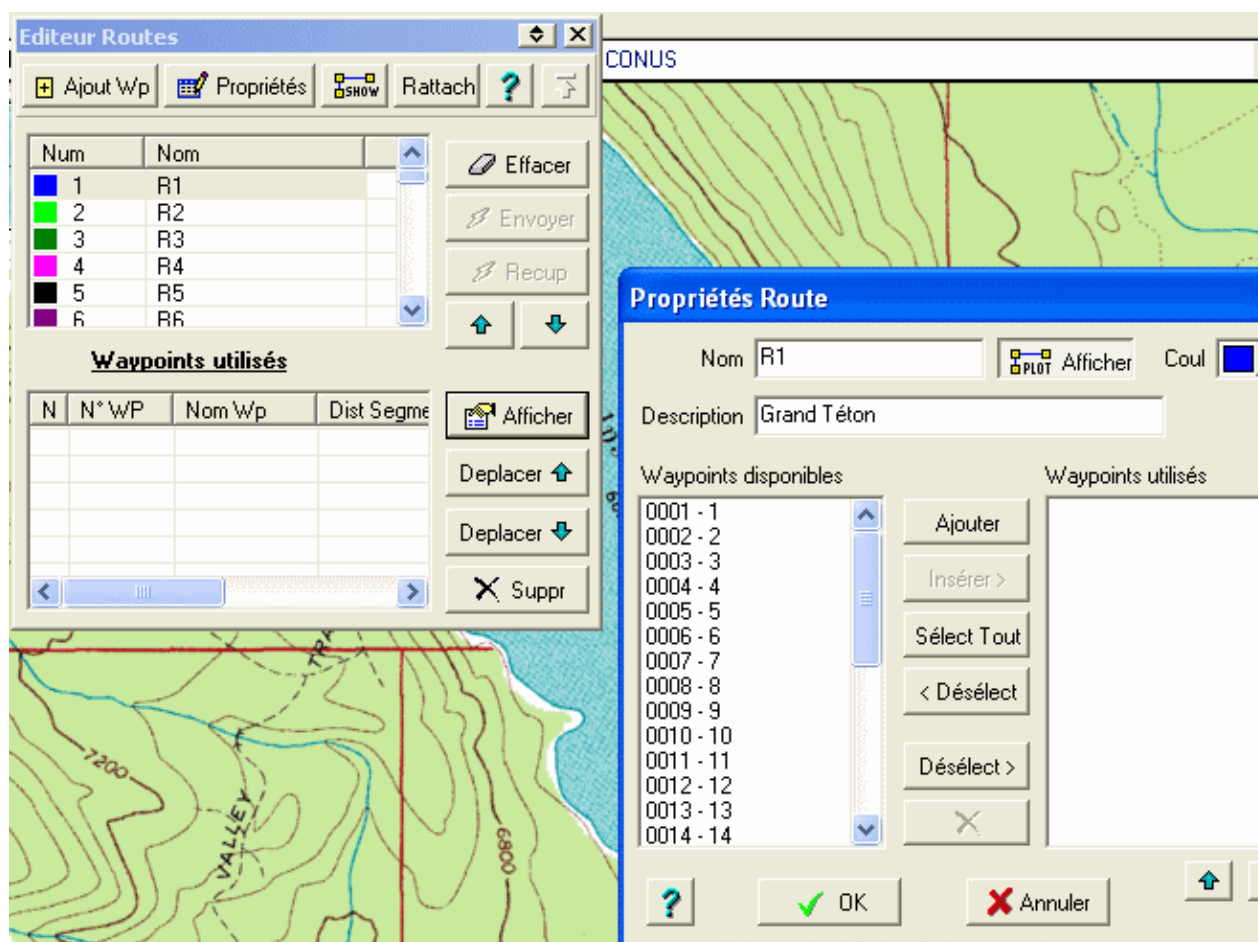 Editeur Routes
Ajout Wp Propriétés SHOW Rattach ?
Num Nom
1 R1
2 R2
3 R3
4 R4
5 R5
6 R6
Effacer
Envoyer
Recup
Waypoints utilisés
N N° WP Nom Wp Dist Segme
Afficher
Deplacer
Deplacer
Suppr
CONUS
Propriétés Route
Nom R1 PLOT Afficher Coul
Description Grand Téton
Waypoints disponibles
0001 - 1
0002 - 2
0003 - 3
0004 - 4
0005 - 5
0006 - 6
0007 - 7
0008 - 8
0009 - 9
0010 - 10
0011 - 11
0012 - 12
0013 - 13
0014 - 14
Ajouter
Insérer >
Sélect Tout
< Désélect
Désélect >
Waypoints utilisés
? OK Annuler
7200
VALLEY TRA
6800